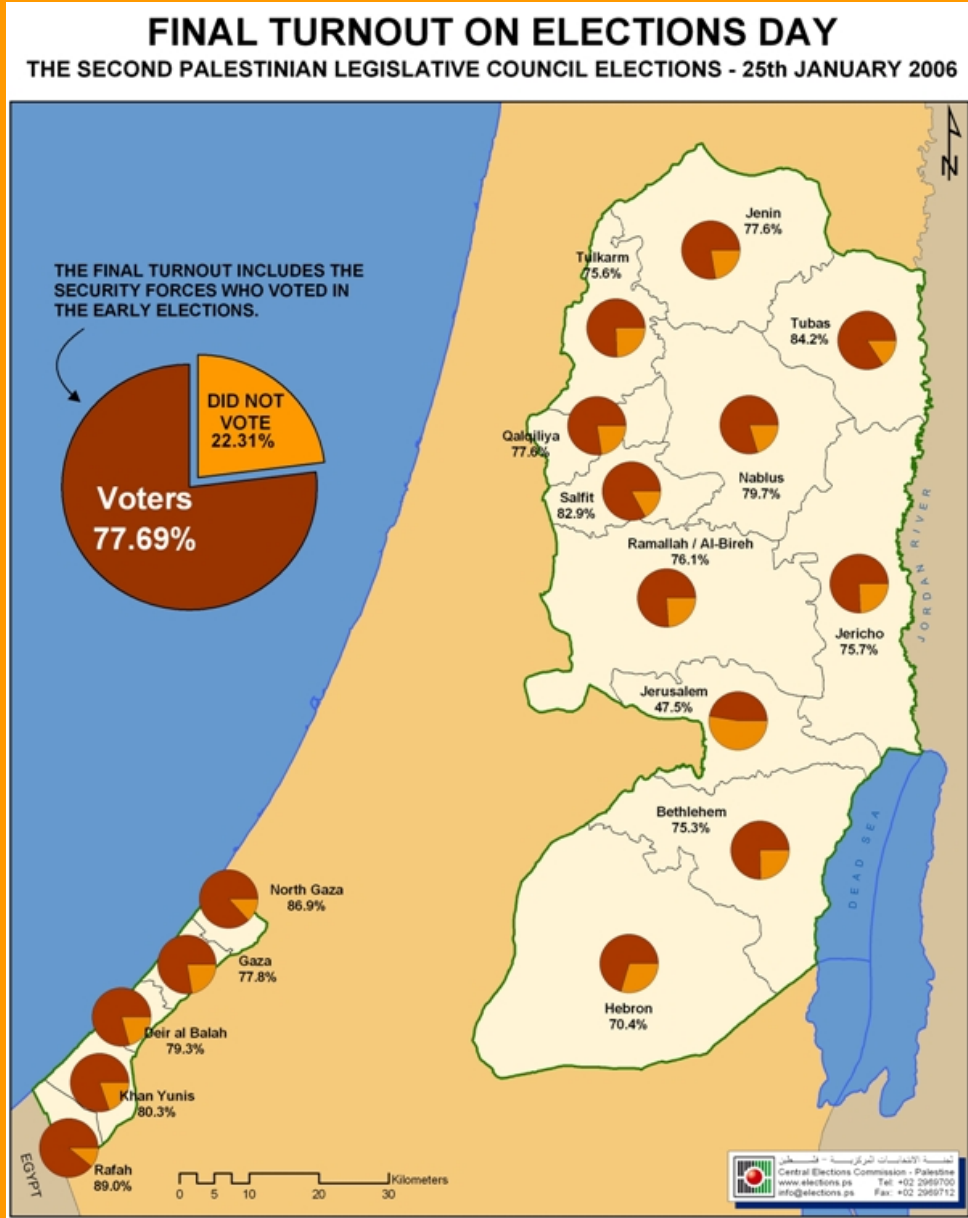 FINAL TURNOUT ON ELECTIONS DAY
THE SECOND PALESTINIAN LEGISLATIVE COUNCIL ELECTIONS - 25th JANUARY 2006
N
THE FINAL TURNOUT INCLUDES THE
SECURITY FORCES WHO VOTED IN
THE EARLY ELECTIONS.
DID NOT
VOTE
22.31%
Voters
77.69%
Jenin
77.6%
Tulkarm
75.6%
Tubas
84.2%
Qalqiliya
77.6%
Nablus
79.7%
Salfit
82.9%
Ramallah / Al-Bireh
76.1%
Jericho
75.7%
JORDAN RIVER
Jerusalem
47.5%
Bethlehem
75.3%
DEAD SEA
Hebron
70.4%
North Gaza
86.9%
Gaza
77.8%
Deir al Balah
79.3%
Khan Yunis
80.3%
Rafah
89.0%
EGYPT
Kilometers
0 5 10 20 30
لجنة الانتخابات المركزية - فلسطين
Central Elections Commission - Palestine
www.elections.ps Tel: +02 2969700
info@elections.ps Fax: +02 2969712